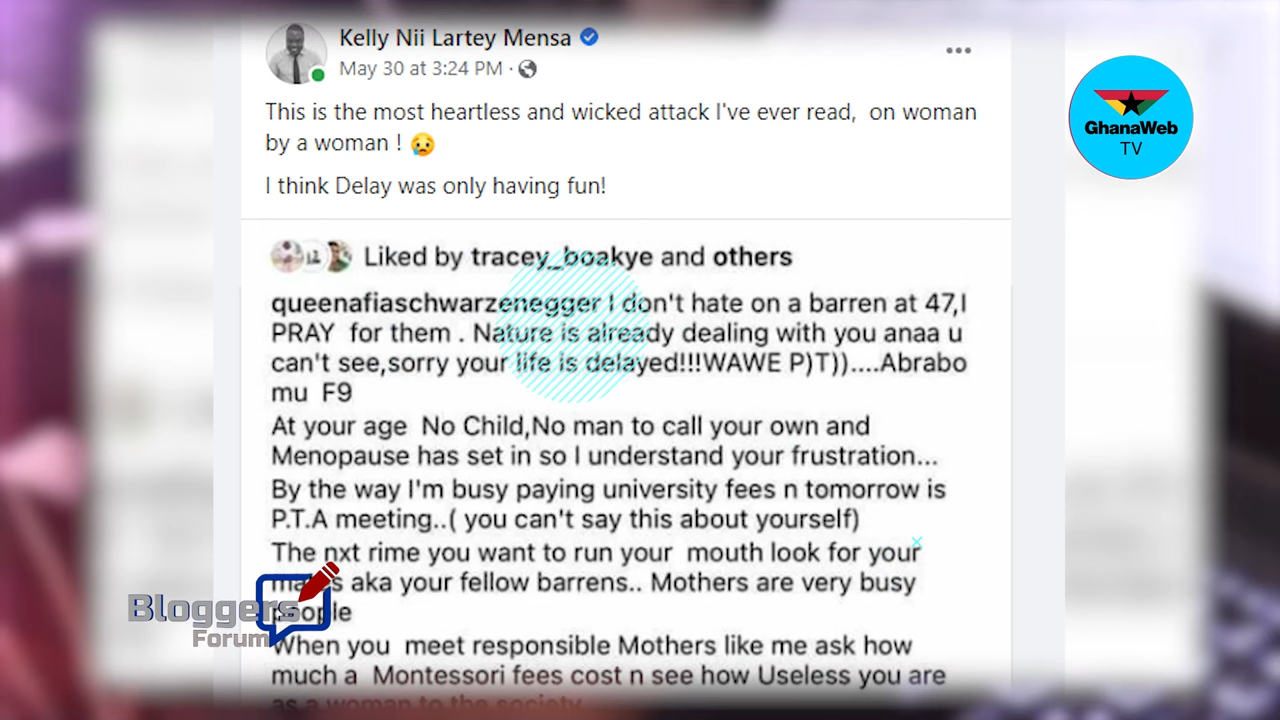 Kelly Nii Lartey Mensa
May 30 at 3:24 PM ·
This is the most heartless and wicked attack I've ever read, on woman
by a woman ! 😥
I think Delay was only having fun!
Liked by tracey_boakye and others
queenafiaschwarzenegger I don't hate on a barren at 47,I
PRAY for them . Nature is already dealing with you anaa u
can't see,sorry your life is delayed!!!WAWE P)T))....Abrabo
mu F9
At your age No Child,No man to call your own and
Menopause has set in so I understand your frustration...
By the way I'm busy paying university fees n tomorrow is
P.T.A meeting..( you can't say this about yourself)
The nxt rime you want to run your mouth look for your
aka your fellow barrens.. Mothers are very busy
people
When you meet responsible Mothers like me ask how
much a Montessori fees cost n see how Useless you are
as a woman to the society
GhanaWeb
TV
Bloggers
Forum